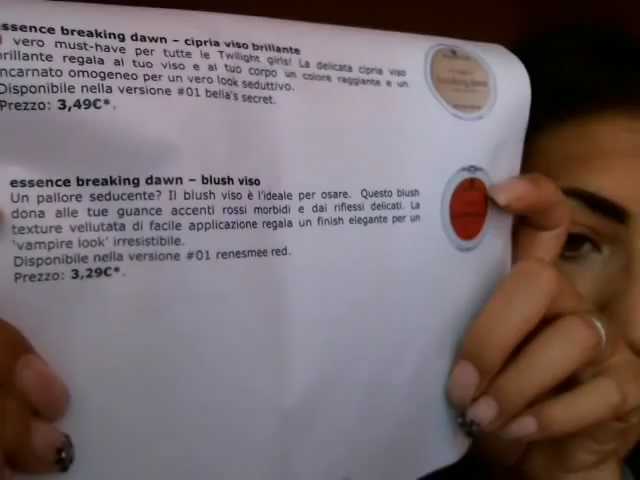 essence breaking dawn – cipria viso brillante
vero must-have per tutte le Twilight girls! La delicata cipria viso
brillante regala al tuo viso e al tuo corpo un colore raggiante e un
incarnato omogeneo per un vero look seduttivo.
Disponibile nella versione #01 bella's secret.
Prezzo: 3,49€*.
essence breaking dawn – blush viso
Un pallore seducente? Il blush viso è l'ideale per osare. Questo blush
dona alle tue guance accenti rossi morbidi e dai riflessi delicati. La
texture vellutata di facile applicazione regala un finish elegante per un
'vampire look' irresistibile.
Disponibile nella versione #01 renesmee red.
Prezzo: 3,29€*.